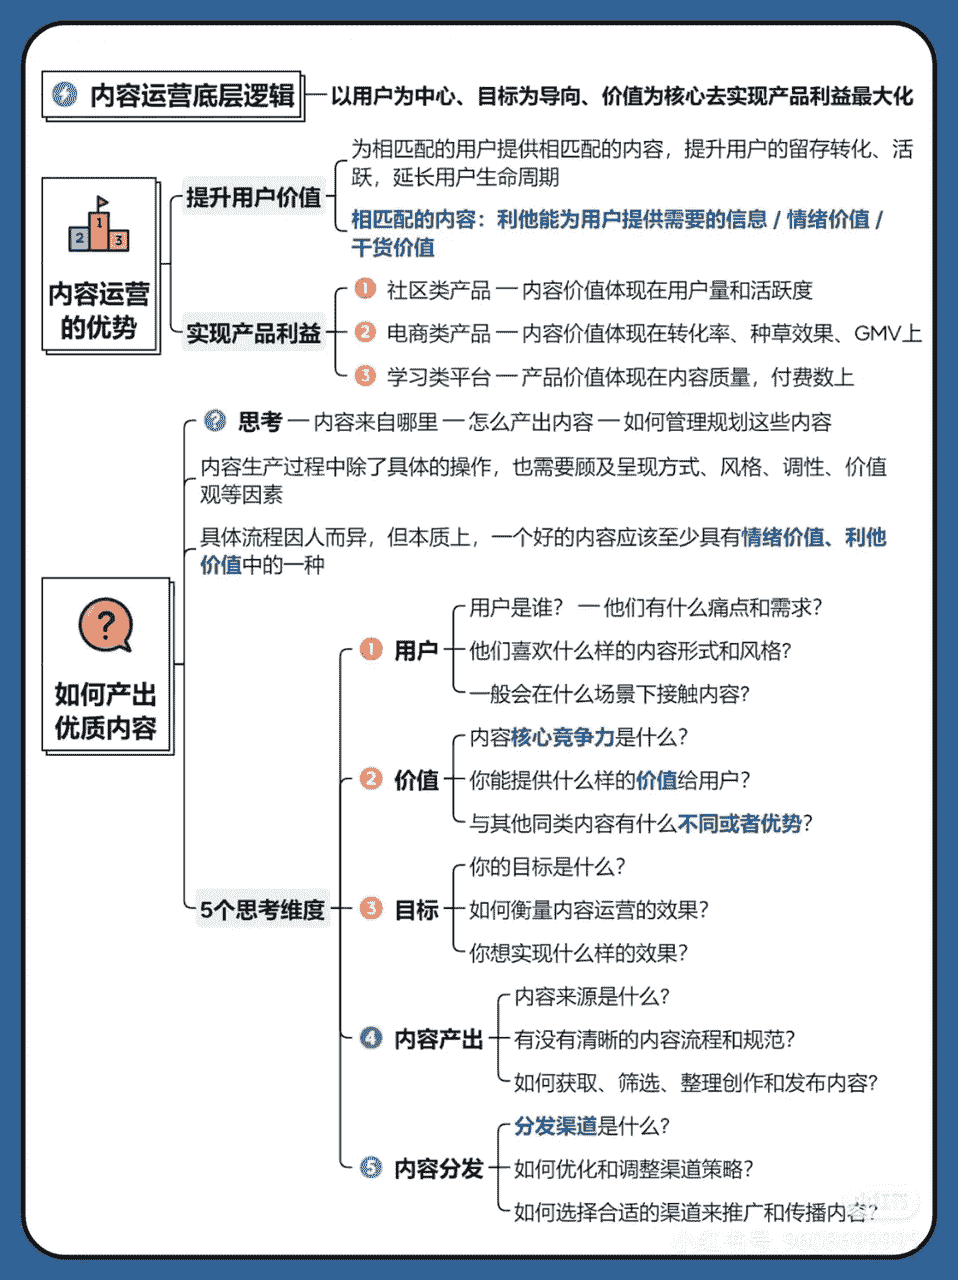 内容运营底层逻辑
以用户为中心、目标为导向、价值为核心去实现产品利益最大化
1
2
3
内容运营
的优势
提升用户价值
为相匹配的用户提供相匹配的内容，提升用户的留存转化、活
跃，延长用户生命周期
相匹配的内容：利他能为用户提供需要的信息 / 情绪价值 /
干货价值
实现产品利益
1 社区类产品 — 内容价值体现在用户量和活跃度
2 电商类产品 — 内容价值体现在转化率、种草效果、GMV上
3 学习类平台 — 产品价值体现在内容质量，付费数上
?
如何产出
优质内容
? 思考 — 内容来自哪里 — 怎么产出内容 — 如何管理规划这些内容
内容生产过程中除了具体的操作，也需要顾及呈现方式、风格、调性、价值
观等因素
具体流程因人而异，但本质上，一个好的内容应该至少具有情绪价值、利他
价值中的一种
5个思考维度
1 用户
用户是谁？ — 他们有什么痛点和需求？
他们喜欢什么样的内容形式和风格？
一般会在什么场景下接触内容？
2 价值
内容核心竞争力是什么？
你能提供什么样的价值给用户？
与其他同类内容有什么不同或者优势？
3 目标
你的目标是什么？
如何衡量内容运营的效果？
你想实现什么样的效果？
4 内容产出
内容来源是什么？
有没有清晰的内容流程和规范？
如何获取、筛选、整理创作和发布内容？
5 内容分发
分发渠道是什么？
如何优化和调整渠道策略？
如何选择合适的渠道来推广和传播内容？
小红书号